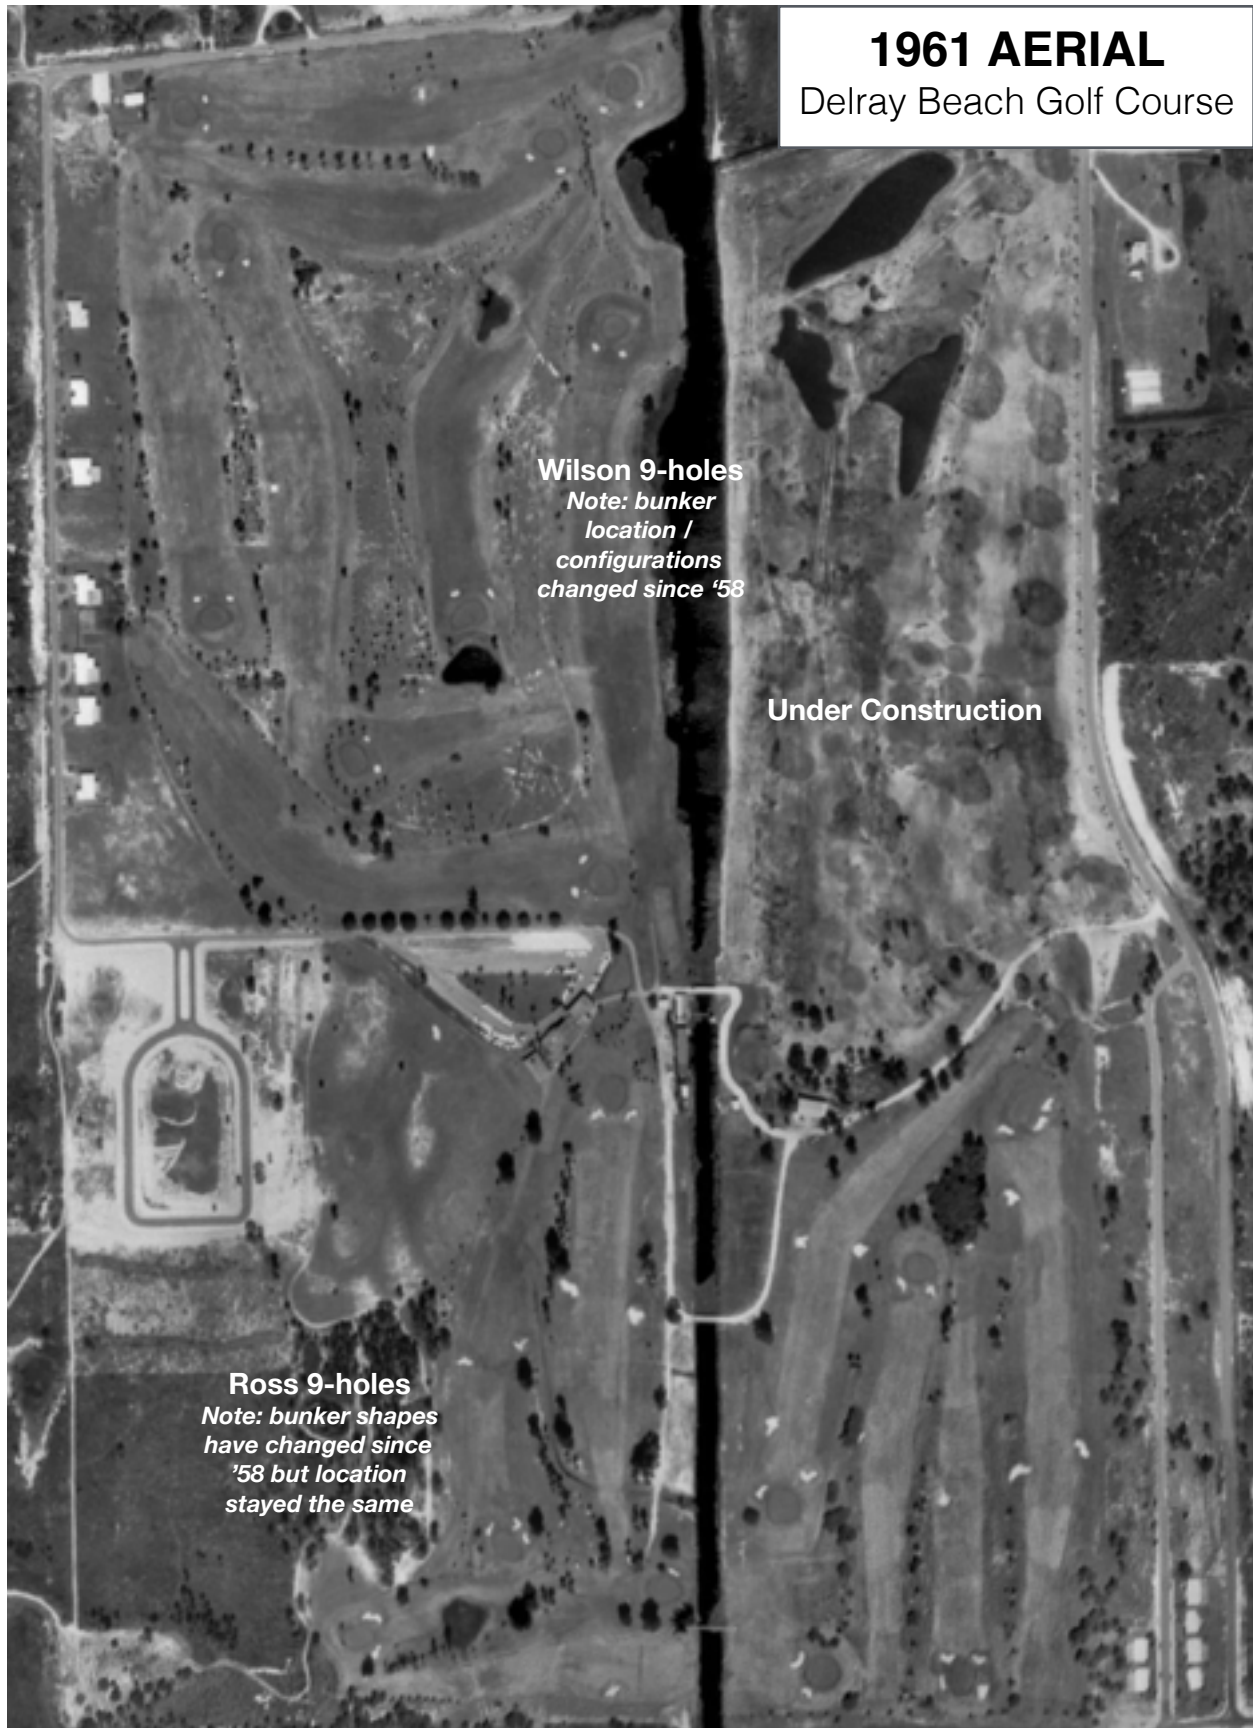 1961 AERIAL
Delray Beach Golf Course
Wilson 9-holes
Note: bunker
location /
configurations
changed since ‘58
Under Construction
Ross 9-holes
Note: bunker shapes
have changed since
’58 but location
stayed the same